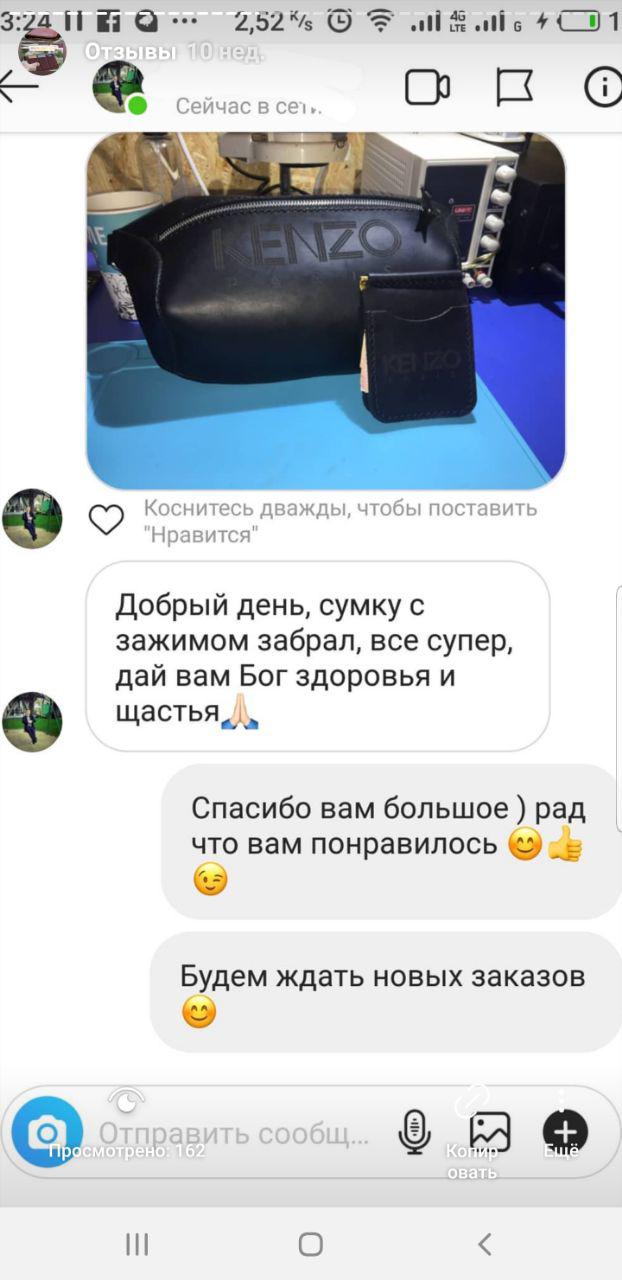 3:24
2,52 K/s
4G LTE
G
1
Отзывы 10 нед.
Сейчас в сети.
KENZO
KENZO
Коснитесь дважды, чтобы поставить
"Нравится"
Добрый день, сумку с
зажимом забрал, все супер,
дай вам Бог здоровья и
щастья🙏🏻
Спасибо вам большое ) рад
что вам понравилось 😊👍
😉
Будем ждать новых заказов
😊
Отправить сообщ...
Просмотрено: 162
Копир
овать
Ещё